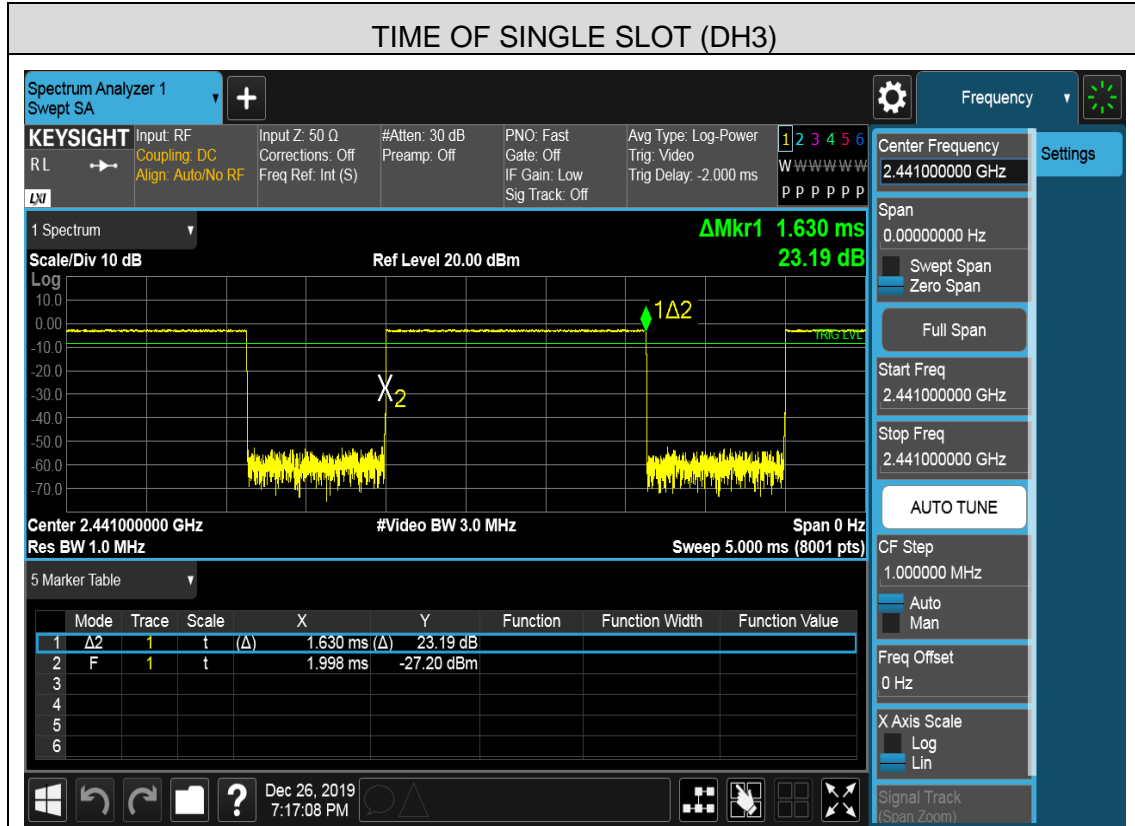 TIME OF SINGLE SLOT (DH3)
Spectrum Analyzer 1
Swept SA
Frequency
KEYSIGHT
RL
LXI
Input: RF
Coupling: DC
Align: Auto/No RF
Input Z: 50 Ω
Corrections: Off
Freq Ref: Int (S)
#Atten: 30 dB
Preamp: Off
PNO: Fast
Gate: Off
IF Gain: Low
Sig Track: Off
Avg Type: Log-Power
Trig: Video
Trig Delay: -2.000 ms
1 2 3 4 5 6
W W W W W W
P P P P P P
1 Spectrum
ΔMkr1 1.630 ms
23.19 dB
Scale/Div 10 dB
Ref Level 20.00 dBm
Log
10.0
0.00
-10.0
-20.0
-30.0
-40.0
-50.0
-60.0
-70.0
1Δ2
TRIG LVL
X2
Center 2.441000000 GHz
#Video BW 3.0 MHz
Span 0 Hz
Res BW 1.0 MHz
Sweep 5.000 ms (8001 pts)
5 Marker Table
Mode Trace Scale X Y Function Function Width Function Value
1 Δ2 1 t (Δ) 1.630 ms (Δ) 23.19 dB
2 F 1 t 1.998 ms -27.20 dBm
3
4
5
6
?
Dec 26, 2019
7:17:08 PM
Center Frequency
2.441000000 GHz
Settings
Span
0.00000000 Hz
Swept Span
Zero Span
Full Span
Start Freq
2.441000000 GHz
Stop Freq
2.441000000 GHz
AUTO TUNE
CF Step
1.000000 MHz
Auto
Man
Freq Offset
0 Hz
X Axis Scale
Log
Lin
Signal Track
(Span Zoom)